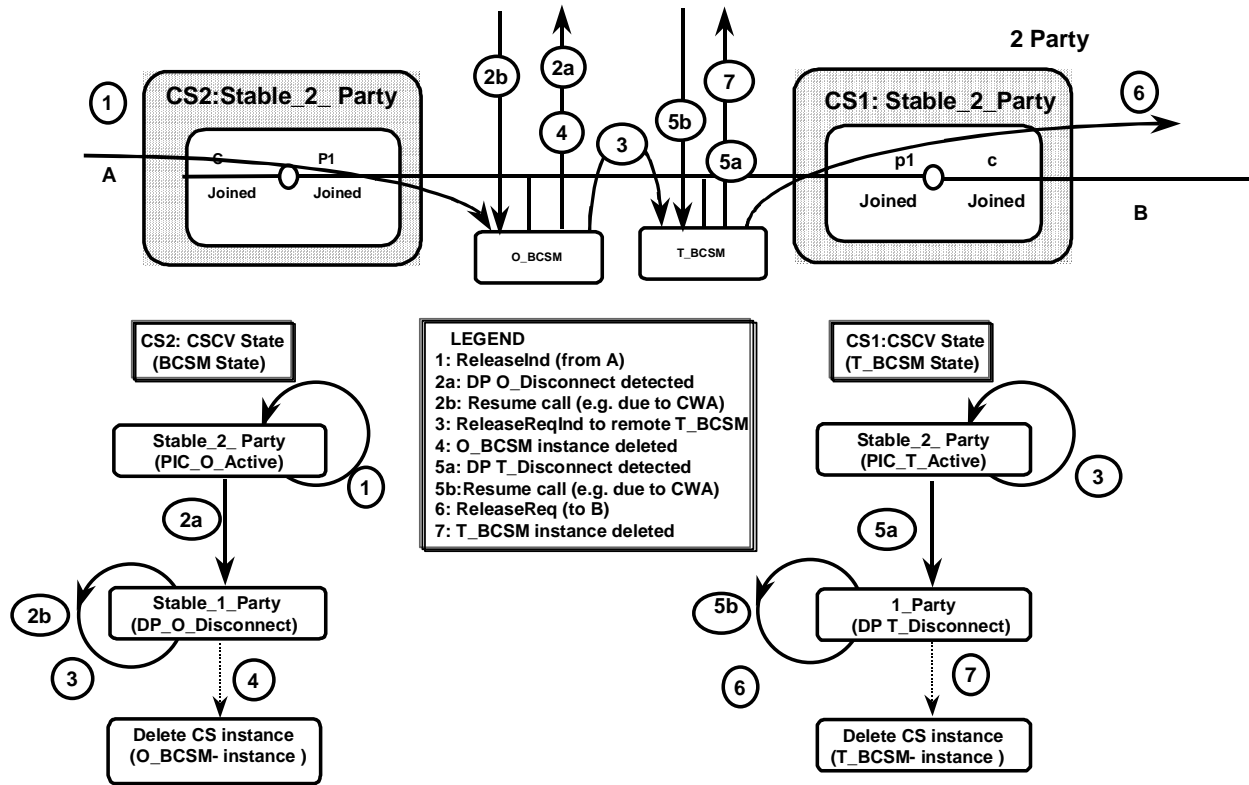 2 Party
1
CS2:Stable_2_ Party
C
P1
Joined
Joined
A
2b
2a
4
3
5b
7
5a
O_BCSM
T_BCSM
CS1: Stable_2_Party
p1
c
Joined
Joined
6
B
CS2: CSCV State
(BCSM State)
Stable_2_ Party
(PIC_O_Active)
1
2a
2b
Stable_1_Party
(DP_O_Disconnect)
3
4
Delete CS instance
(O_BCSM- instance )
LEGEND
1: ReleaseInd (from A)
2a: DP O_Disconnect detected
2b: Resume call (e.g. due to CWA)
3: ReleaseReqInd to remote T_BCSM
4: O_BCSM instance deleted
5a: DP T_Disconnect detected
5b:Resume call (e.g. due to CWA)
6: ReleaseReq (to B)
7: T_BCSM instance deleted
CS1:CSCV State
(T_BCSM State)
Stable_2_ Party
(PIC_T_Active)
3
5a
5b
1_Party
(DP T_Disconnect)
6
7
Delete CS instance
(T_BCSM- instance )